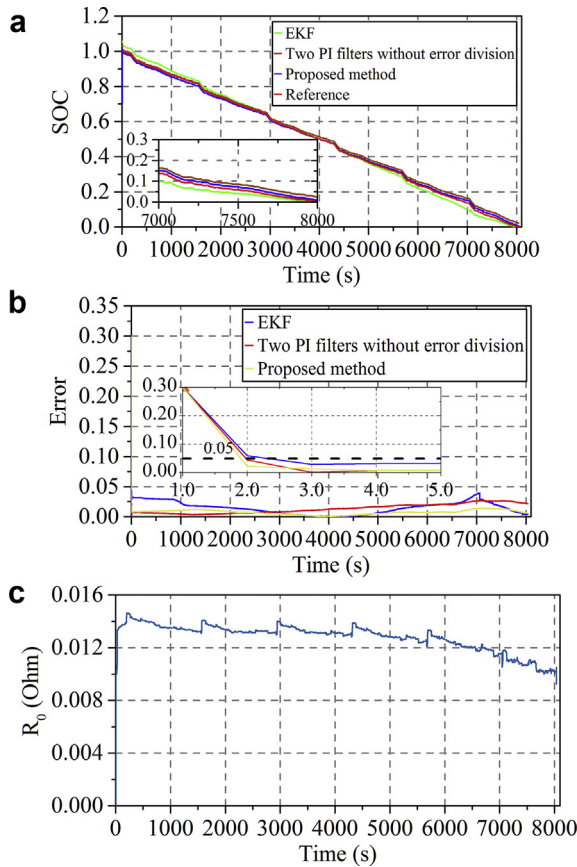 a
SOC
1.2
1.0
0.8
0.6
0.4
0.2
0.0
EKF
Two PI filters without error division
Proposed method
Reference
0.3
0.2
0.1
0.0
7000 7500 8000
0 1000 2000 3000 4000 5000 6000 7000 8000
Time (s)
b
Error
0.35
0.30
0.25
0.20
0.15
0.10
0.05
0.00
EKF
Two PI filters without error division
Proposed method
0.30
0.20
0.10
0.00
0.05
1.0 2.0 3.0 4.0 5.0
0 1000 2000 3000 4000 5000 6000 7000 8000
Time (s)
c
R0 (Ohm)
0.016
0.012
0.008
0.004
0.000
0 1000 2000 3000 4000 5000 6000 7000 8000
Time (s)